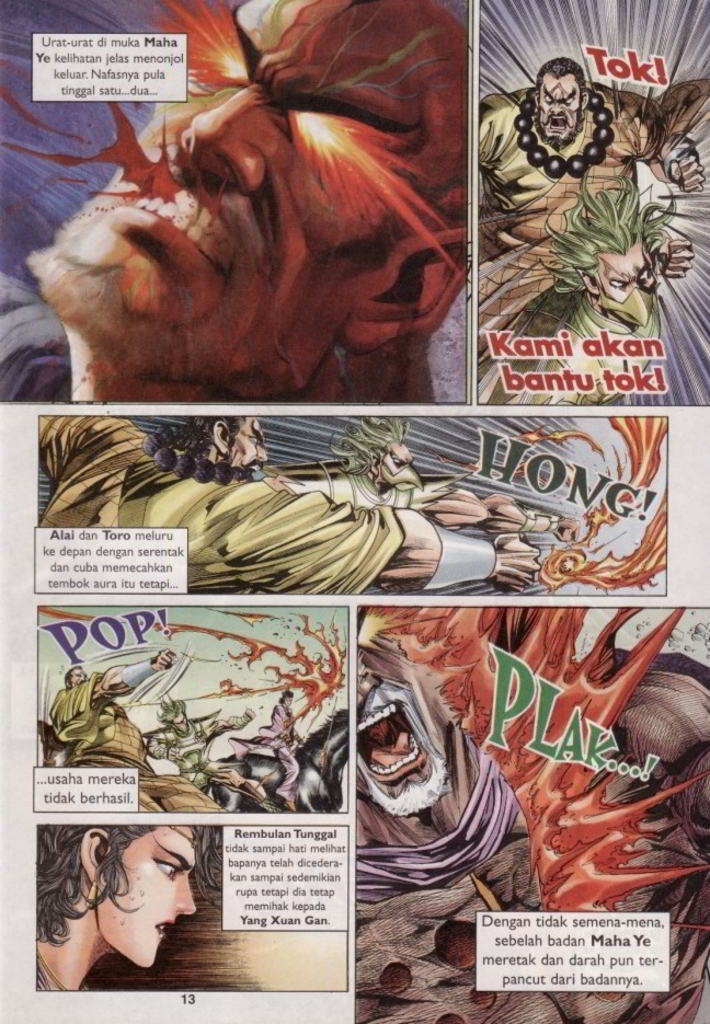 Urat-urat di muka Maha
Ye kelihatan jelas menonjol
keluar. Nafasnya pula
tinggal satu...dua...
Tok!
Kami akan
bantu tok!
HONG!
Alai dan Toro meluru
ke depan dengan serentak
dan cuba memecahkan
tembok aura itu tetapi...
POP!
...usaha mereka
tidak berhasil.
PLAK...!
Rembulan Tunggal
tidak sampai hati melihat
bapanya telah dicedera-
kan sampai sedemikian
rupa tetapi dia tetap
memihak kepada
Yang Xuan Gan.
Dengan tidak semena-mena,
sebelah badan Maha Ye
meretak dan darah pun ter-
pancut dari badannya.
13